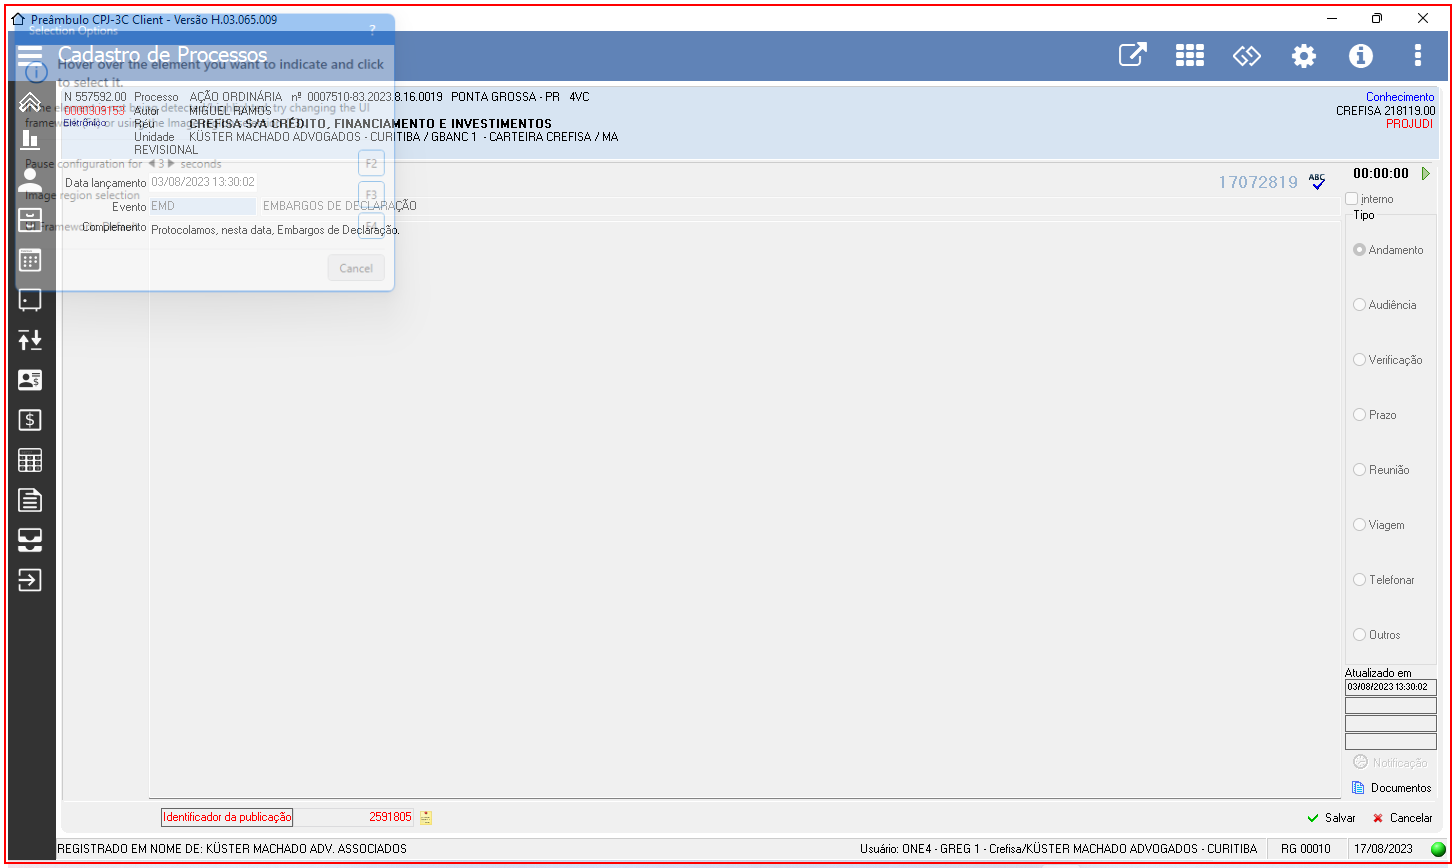 Preâmbulo CPJ-3C Client - Versão H.03.065.009
Selection Options ?
Cadastro de Processos
Hover over the element you want to indicate and click
to select it.
N 557592.00 Processo AÇÃO ORDINÁRIA nº 0007510-83.2023.8.16.0019 PONTA GROSSA - PR 4VC
Conhecimento
0000309153 Autor MIGUEL RAMOS
CREFISA 218119.00
Eletrônico Réu CREFISA S/A CRÉDITO, FINANCIAMENTO E INVESTIMENTOS
PROJUDI
Unidade KÜSTER MACHADO ADVOGADOS - CURITIBA / GBANC 1 - CARTEIRA CREFISA / MA
REVISIONAL
Pause configuration for 3 seconds F2
Data lançamento 03/08/2023 13:30:02
17072819 ABC
00:00:00
Image region selection F3
interno
Evento EMD EMBARGOS DE DECLARAÇÃO
Complemento Protocolamos, nesta data, Embargos de Declaração.
F4
Cancel
Tipo
Andamento
Audiência
Verificação
Prazo
Reunião
Viagem
Telefonar
Outros
Atualizado em
03/08/2023 13:30:02
Notificação
Documentos
Identificador da publicação 2591805
Salvar Cancelar
REGISTRADO EM NOME DE: KÜSTER MACHADO ADV. ASSOCIADOS
Usuário: ONE4 - GREG 1 - Crefisa/KÜSTER MACHADO ADVOGADOS - CURITIBA RG 00010 17/08/2023